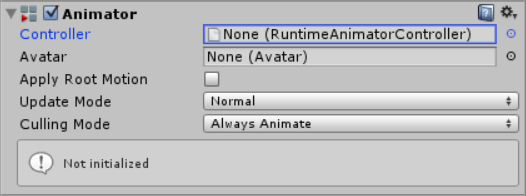 Animator
Controller None (RuntimeAnimatorController)
Avatar None (Avatar)
Apply Root Motion
Update Mode Normal
Culling Mode Always Animate
Not initialized